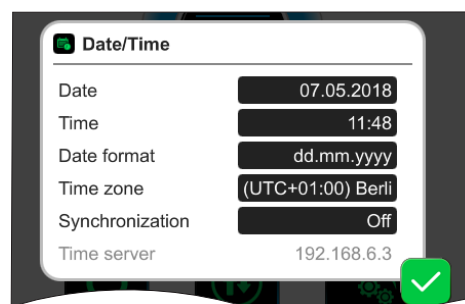 Date/Time
Date 07.05.2018
Time 11:48
Date format dd.mm.yyyy
Time zone (UTC+01:00) Berli
Synchronization Off
Time server 192.168.6.3